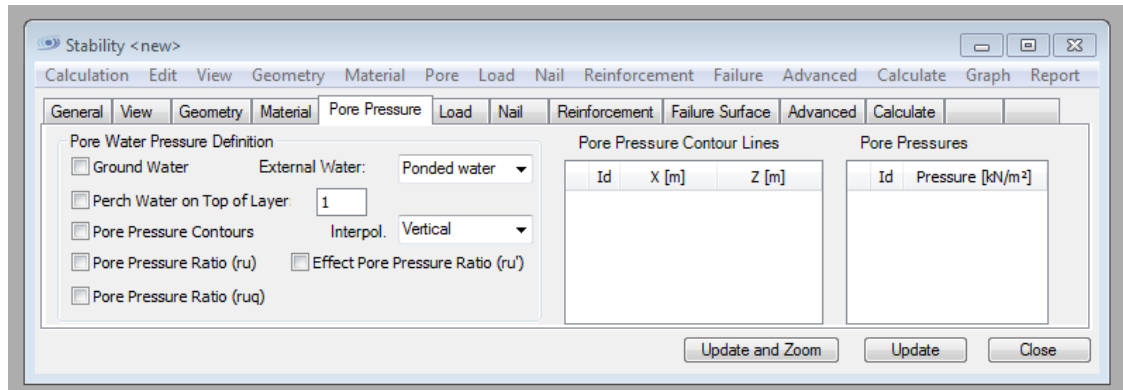 Stability <new>
Calculation Edit View Geometry Material Pore Load Nail Reinforcement Failure Advanced Calculate Graph Report
General View Geometry Material Pore Pressure Load Nail Reinforcement Failure Surface Advanced Calculate
Pore Water Pressure Definition
Ground Water External Water: Ponded water
Perch Water on Top of Layer: 1
Pore Pressure Contours Interpol. Vertical
Pore Pressure Ratio (ru) Effect Pore Pressure Ratio (ru')
Pore Pressure Ratio (ruq)
Pore Pressure Contour Lines
Id X [m] Z [m]
Pore Pressures
Id Pressure [kN/m²]
Update and Zoom Update Close